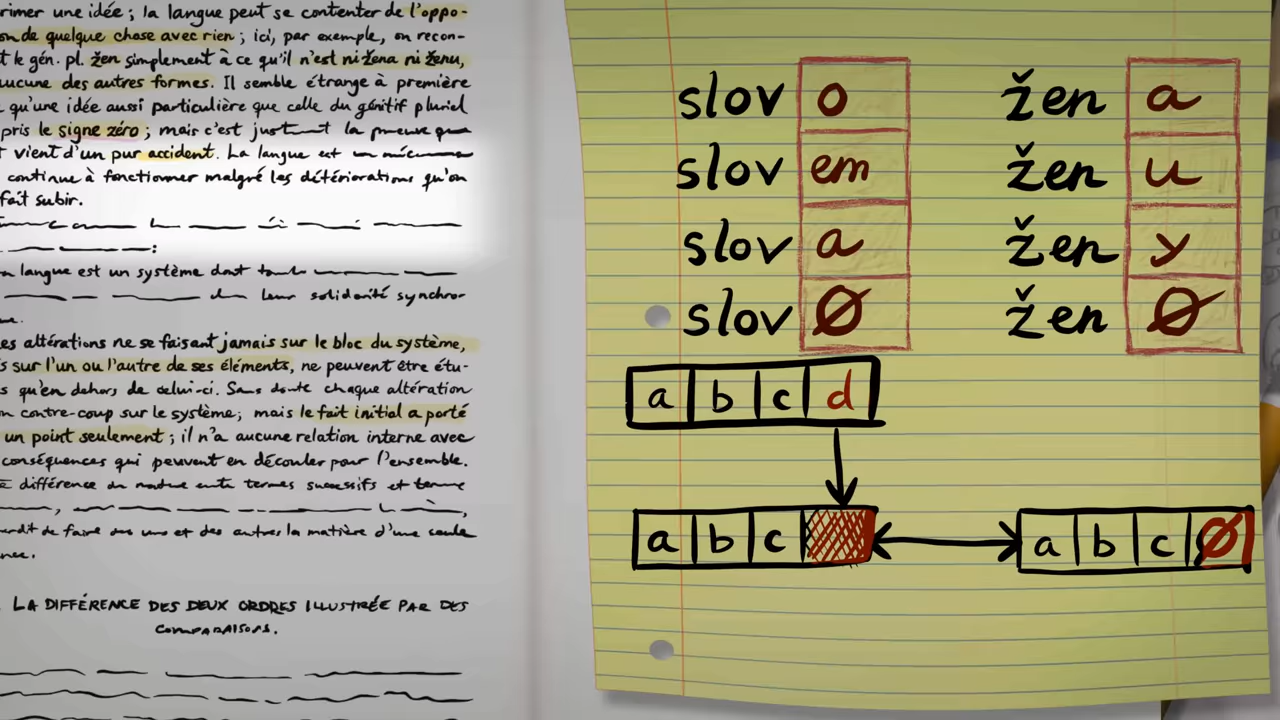 rimer une idée ; la langue peut se contenter de l'oppo-
on de quelque chose avec rien ; ici, par exemple, on recon-
t le gén. pl. žen simplement à ce qu'il n'est ni žena ni ženu,
aucune des autres formes. Il semble étrange à première
qu'une idée aussi particulière que celle du génitif pluriel
pris le signe zéro ; mais c'est justement la preuve que
t vient d'un pur accident. La langue est un
continue à fonctionner malgré les détériorations qu'on
fait subir.
:
a langue est un système dont
leur solidarité synchro-
ue.
es altérations ne se faisant jamais sur le bloc du système,
s sur l'un ou l'autre de ses éléments, ne peuvent être étu-
s qu'en dehors de celui-ci. Sans doute chaque altération
n contre-coup sur le système ; mais le fait initial a porté
un point seulement ; il n'a aucune relation interne avec
conséquences qui peuvent en découler pour l'ensemble.
différence de nature entre termes successifs et termes
urdit de faire des uns et des autres la matière d'une seule
nce.
LA DIFFÉRENCE DES DEUX ORDRES ILLUSTRÉE PAR DES
COMPARAISONS.
slov o
slov em
slov a
slov Ø
žen a
žen u
žen y
žen Ø
a b c d
a b c
a b c Ø